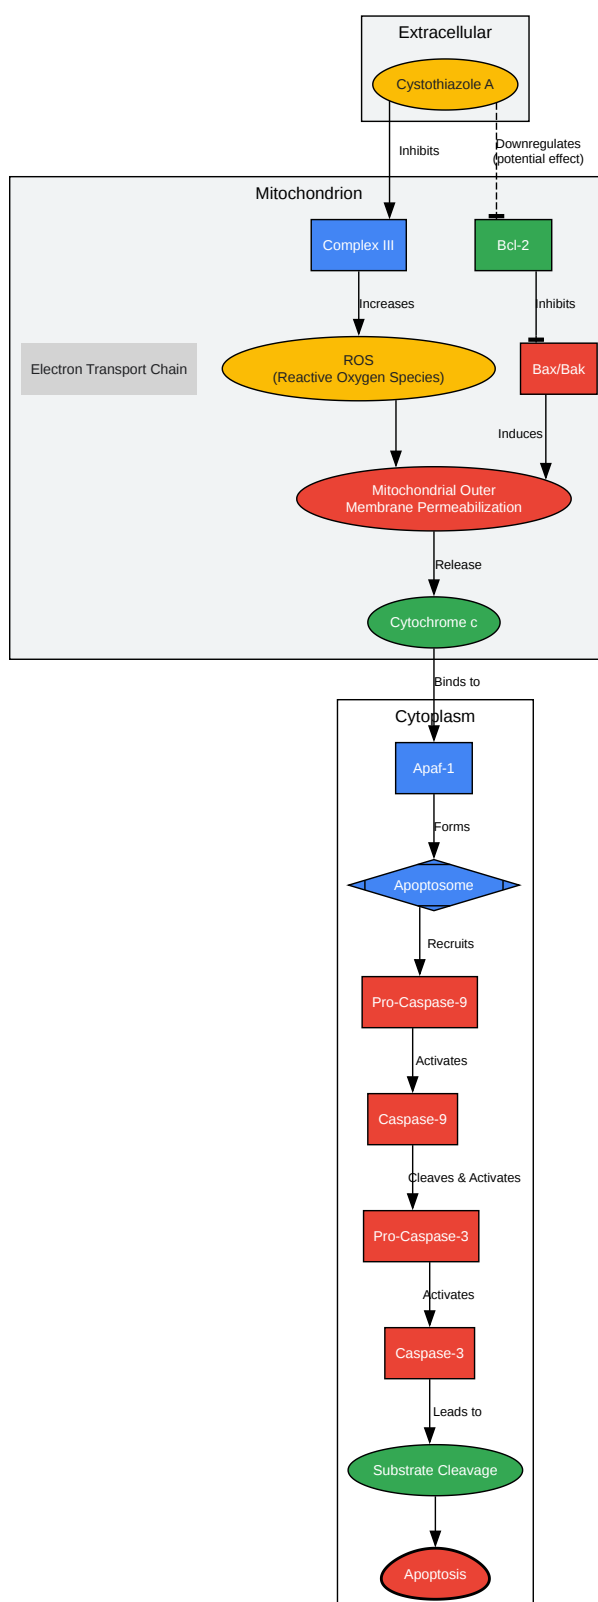 Extracellular
Cystothiazole A
Inhibits
Downregulates
(potential effect)
Mitochondrion
Complex III
Bcl-2
Increases
Inhibits
Electron Transport Chain
ROS
(Reactive Oxygen Species)
Bax/Bak
Induces
Mitochondrial Outer
Membrane Permeabilization
Release
Cytochrome c
Binds to
Cytoplasm
Apaf-1
Forms
Apoptosome
Recruits
Pro-Caspase-9
Activates
Caspase-9
Cleaves & Activates
Pro-Caspase-3
Activates
Caspase-3
Leads to
Substrate Cleavage
Apoptosis